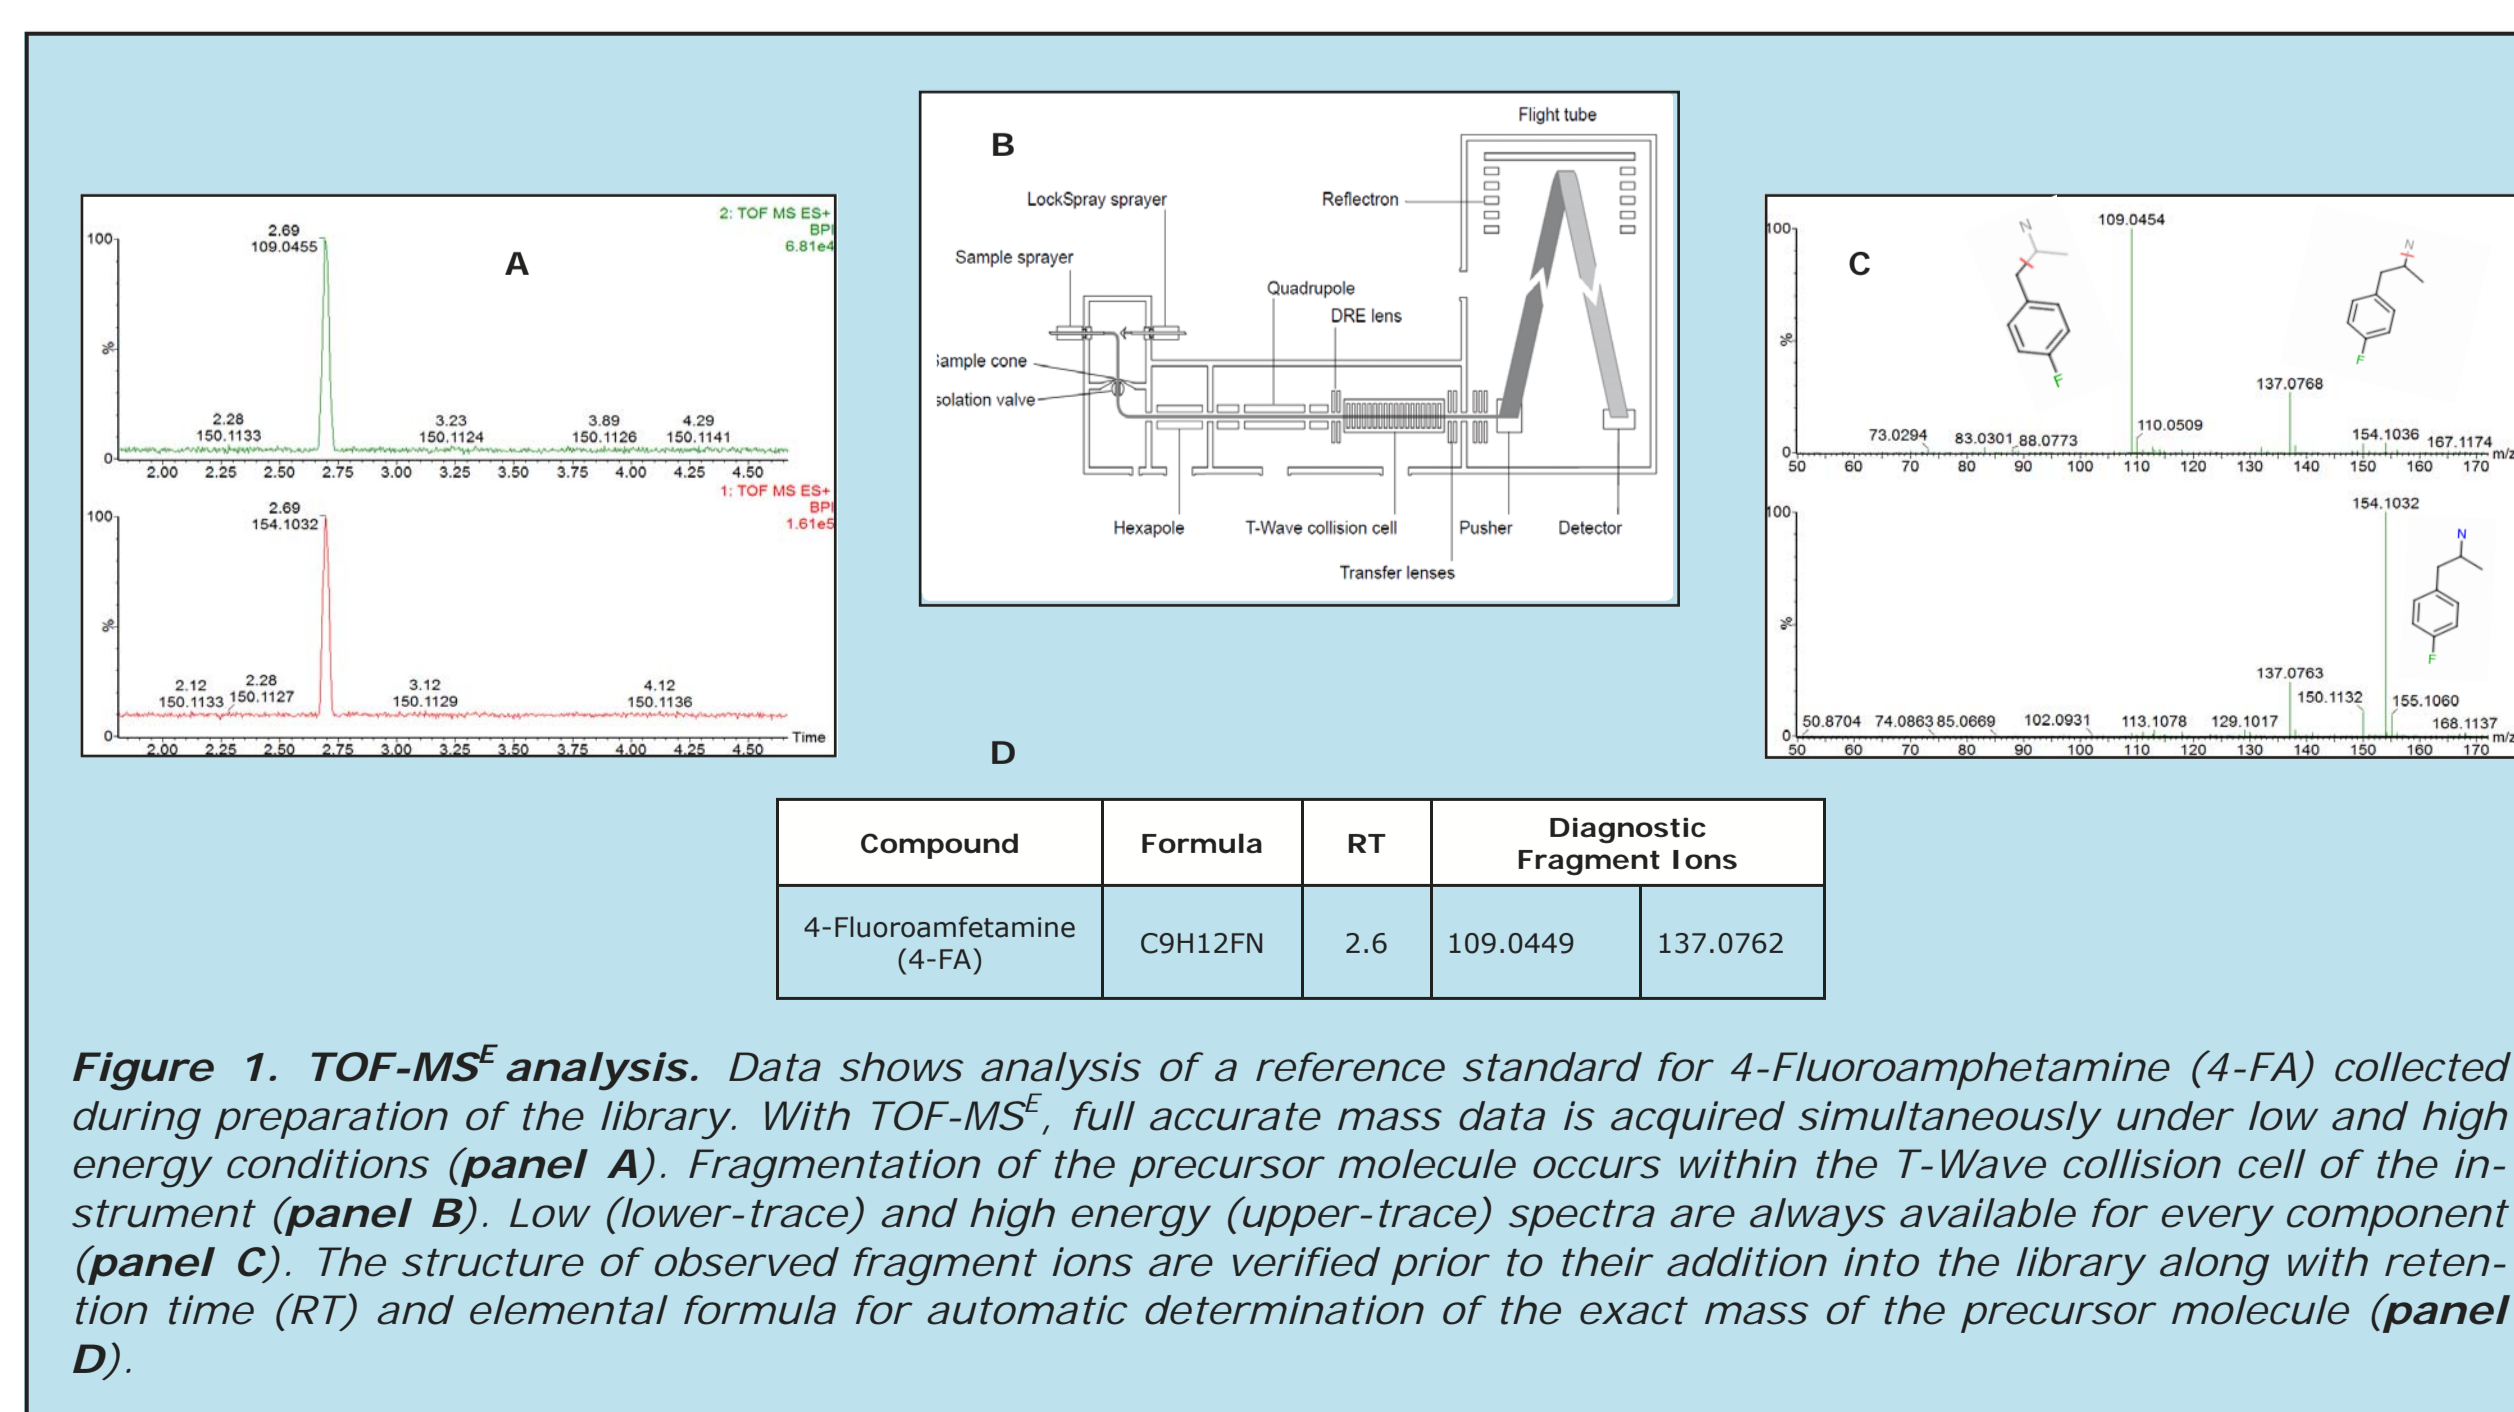 A
2: TOF MS ES+
BPI
6.81e4
100
%
0
2.69
109.0455
2.28
150.1133
3.23
150.1124
3.89
150.1126
4.29
150.1141
2.00 2.25 2.50 2.75 3.00 3.25 3.50 3.75 4.00 4.25 4.50
1: TOF MS ES+
BPI
1.61e5
100
%
0
2.69
154.1032
2.12
150.1133
2.28
150.1127
3.12
150.1129
4.12
150.1136
Time
2.00 2.25 2.50 2.75 3.00 3.25 3.50 3.75 4.00 4.25 4.50
B
Flight tube
LockSpray sprayer
Reflectron
Sample sprayer
Quadrupole
DRE lens
ample cone
solation valve
Hexapole
T-Wave collision cell
Pusher
Detector
Transfer lenses
C
100
%
0
109.0454
N
F
N
F
137.0768
110.0509
73.0294
83.0301
88.0773
154.1036
167.1174
m/z
50 60 70 80 90 100 110 120 130 140 150 160 170
100
%
0
154.1032
N
F
137.0763
150.1132
155.1060
50.8704
74.0863
85.0669
102.0931
113.1078
129.1017
168.1137
m/z
50 60 70 80 90 100 110 120 130 140 150 160 170
D
Compound
Formula
RT
Diagnostic
Fragment Ions
4-Fluoroamfetamine
(4-FA)
C9H12FN
2.6
109.0449
137.0762
Figure 1. TOF-MSE analysis. Data shows analysis of a reference standard for 4-Fluoroamphetamine (4-FA) collected
during preparation of the library. With TOF-MSE, full accurate mass data is acquired simultaneously under low and high
energy conditions (panel A). Fragmentation of the precursor molecule occurs within the T-Wave collision cell of the in-
strument (panel B). Low (lower-trace) and high energy (upper-trace) spectra are always available for every component
(panel C). The structure of observed fragment ions are verified prior to their addition into the library along with reten-
tion time (RT) and elemental formula for automatic determination of the exact mass of the precursor molecule (panel
D).